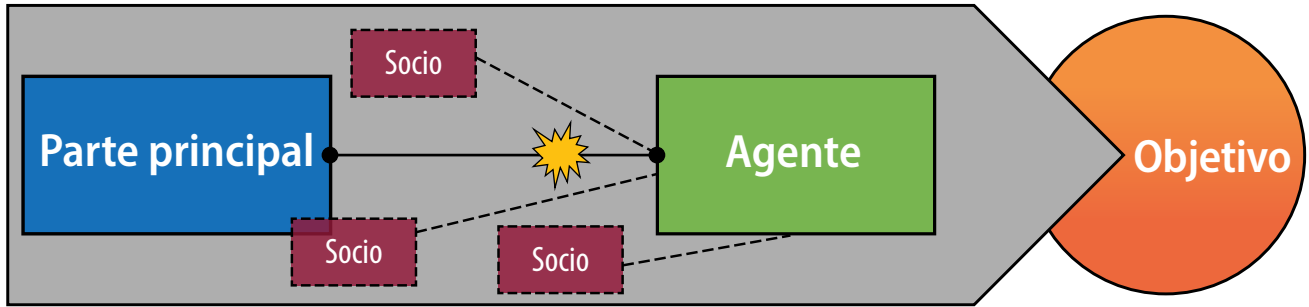 Socio
Parte principal
Agente
Objetivo
Socio
Socio